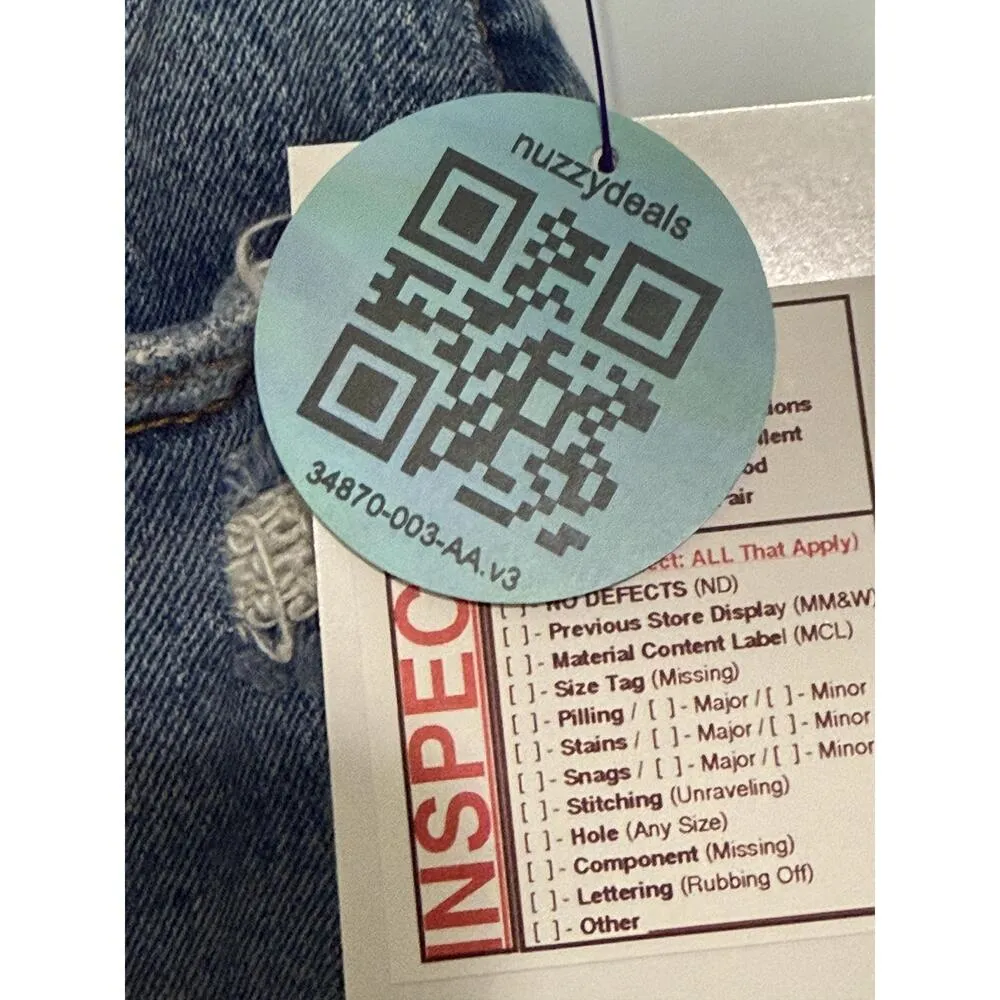 nuzzydeals
34870-003-AA.v3
ions
llent
od
air
ect: ALL That Apply)
[ ] - NO DEFECTS (ND)
[ ] - Previous Store Display (MM&W)
[ ] - Material Content Label (MCL)
[ ] - Size Tag (Missing)
[ ] - Pilling / [ ] - Major / [ ] - Minor
[ ] - Stains / [ ] - Major / [ ] - Minor
[ ] - Snags / [ ] - Major / [ ] - Minor
[ ] - Stitching (Unraveling)
[ ] - Hole (Any Size)
[ ] - Component (Missing)
[ ] - Lettering (Rubbing Off)
[ ] - Other
INSPEC